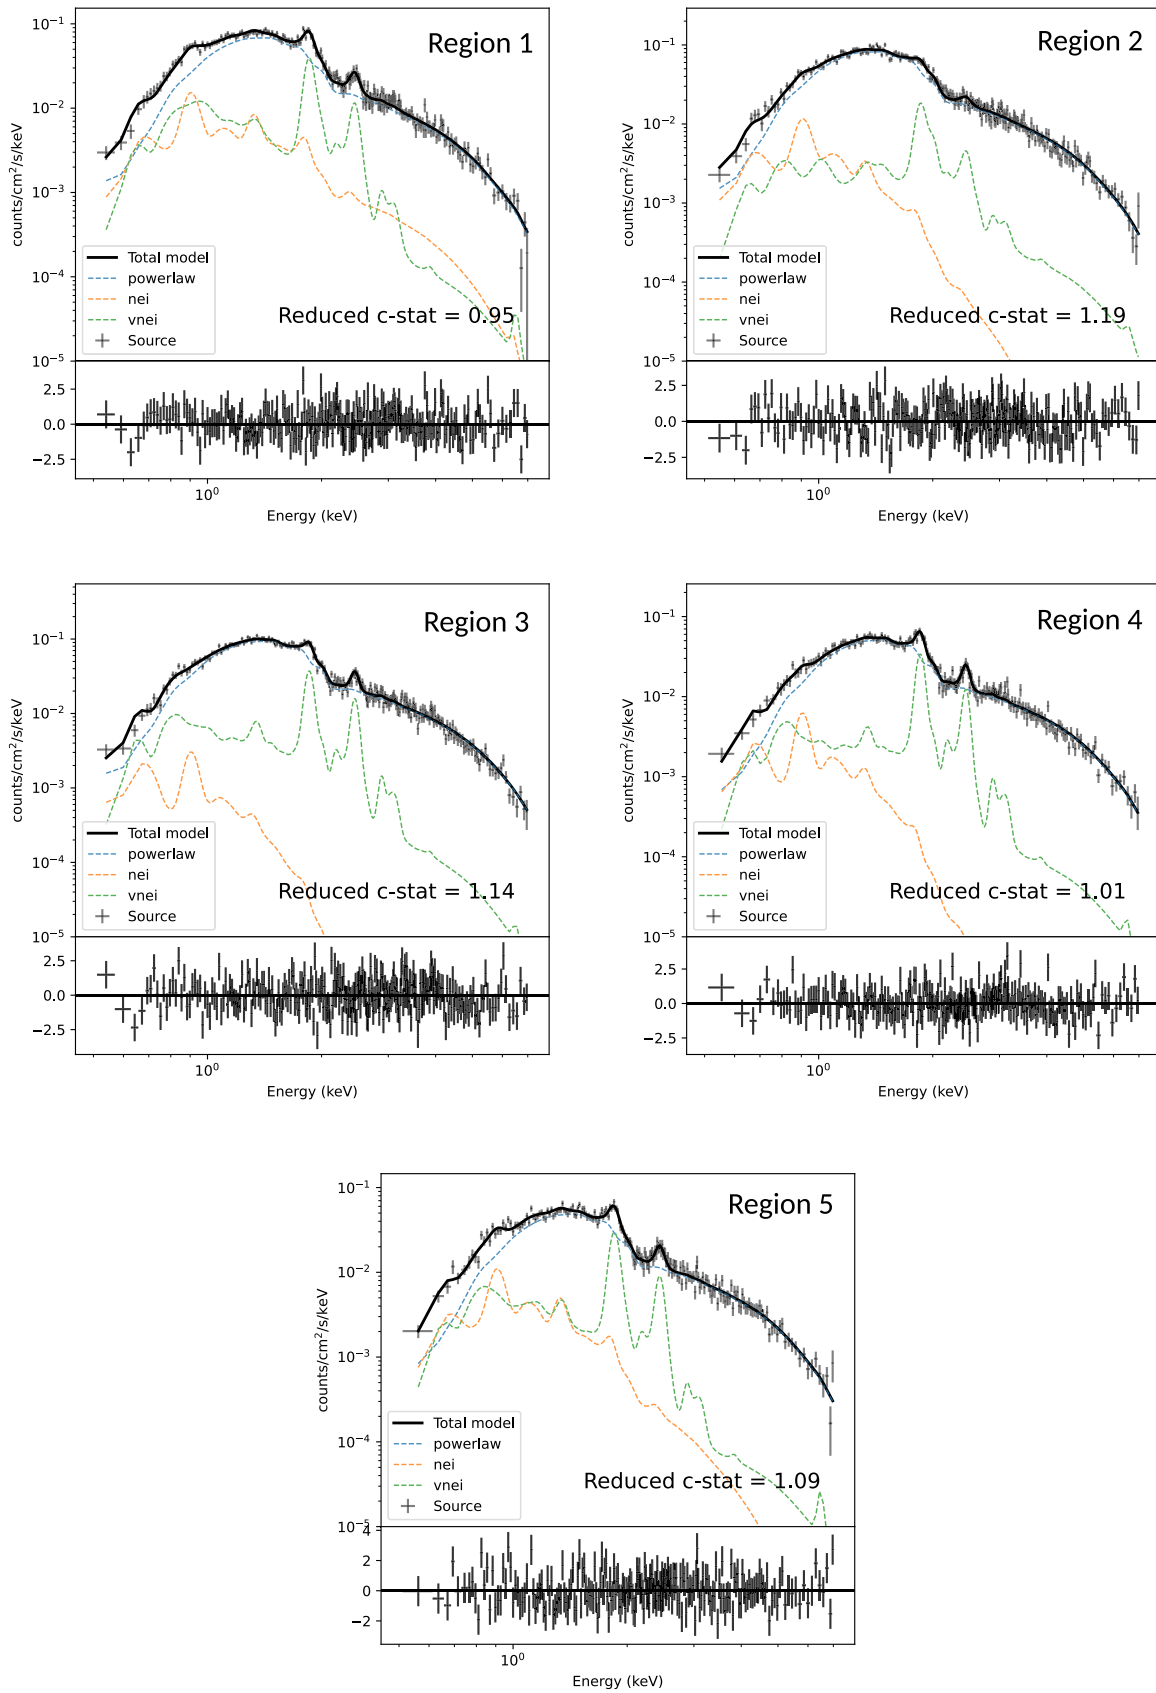 Region 1
10⁻¹
10⁻²
10⁻³
10⁻⁴
10⁻⁵
counts/cm²/s/keV
Total model
powerlaw
nei
vnei
Source
Reduced c-stat = 0.95
2.5
0.0
−2.5
10⁰
Energy (keV)
Region 2
10⁻¹
10⁻²
10⁻³
10⁻⁴
10⁻⁵
counts/cm²/s/keV
Total model
powerlaw
nei
vnei
Source
Reduced c-stat = 1.19
2.5
0.0
−2.5
10⁰
Energy (keV)
Region 3
10⁻¹
10⁻²
10⁻³
10⁻⁴
10⁻⁵
counts/cm²/s/keV
Total model
powerlaw
nei
vnei
Source
Reduced c-stat = 1.14
2.5
0.0
−2.5
10⁰
Energy (keV)
Region 4
10⁻¹
10⁻²
10⁻³
10⁻⁴
10⁻⁵
counts/cm²/s/keV
Total model
powerlaw
nei
vnei
Source
Reduced c-stat = 1.01
2.5
0.0
−2.5
10⁰
Energy (keV)
Region 5
10⁻¹
10⁻²
10⁻³
10⁻⁴
10⁻⁵
counts/cm²/s/keV
Total model
powerlaw
nei
vnei
Source
Reduced c-stat = 1.09
4
2
0
−2
10⁰
Energy (keV)